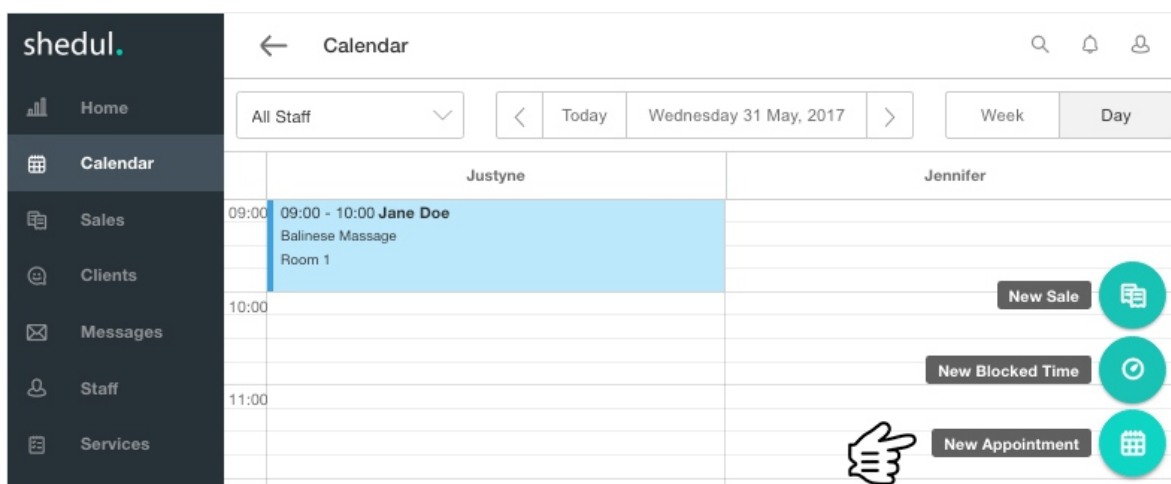 shedul.
Calendar
Home
Calendar
Sales
Clients
Messages
Staff
Services
All Staff
Today
Wednesday 31 May, 2017
Week
Day
Justyne
Jennifer
09:00
09:00 - 10:00 Jane Doe
Balinese Massage
Room 1
10:00
11:00
New Sale
New Blocked Time
New Appointment